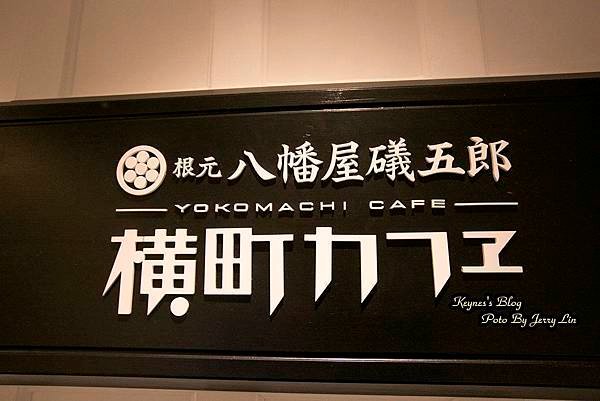 根元 八幡屋礒五郎
YOKOMACHI CAFE
横町カフヱ
Keynes's Blog
Poto By Jerry Lin